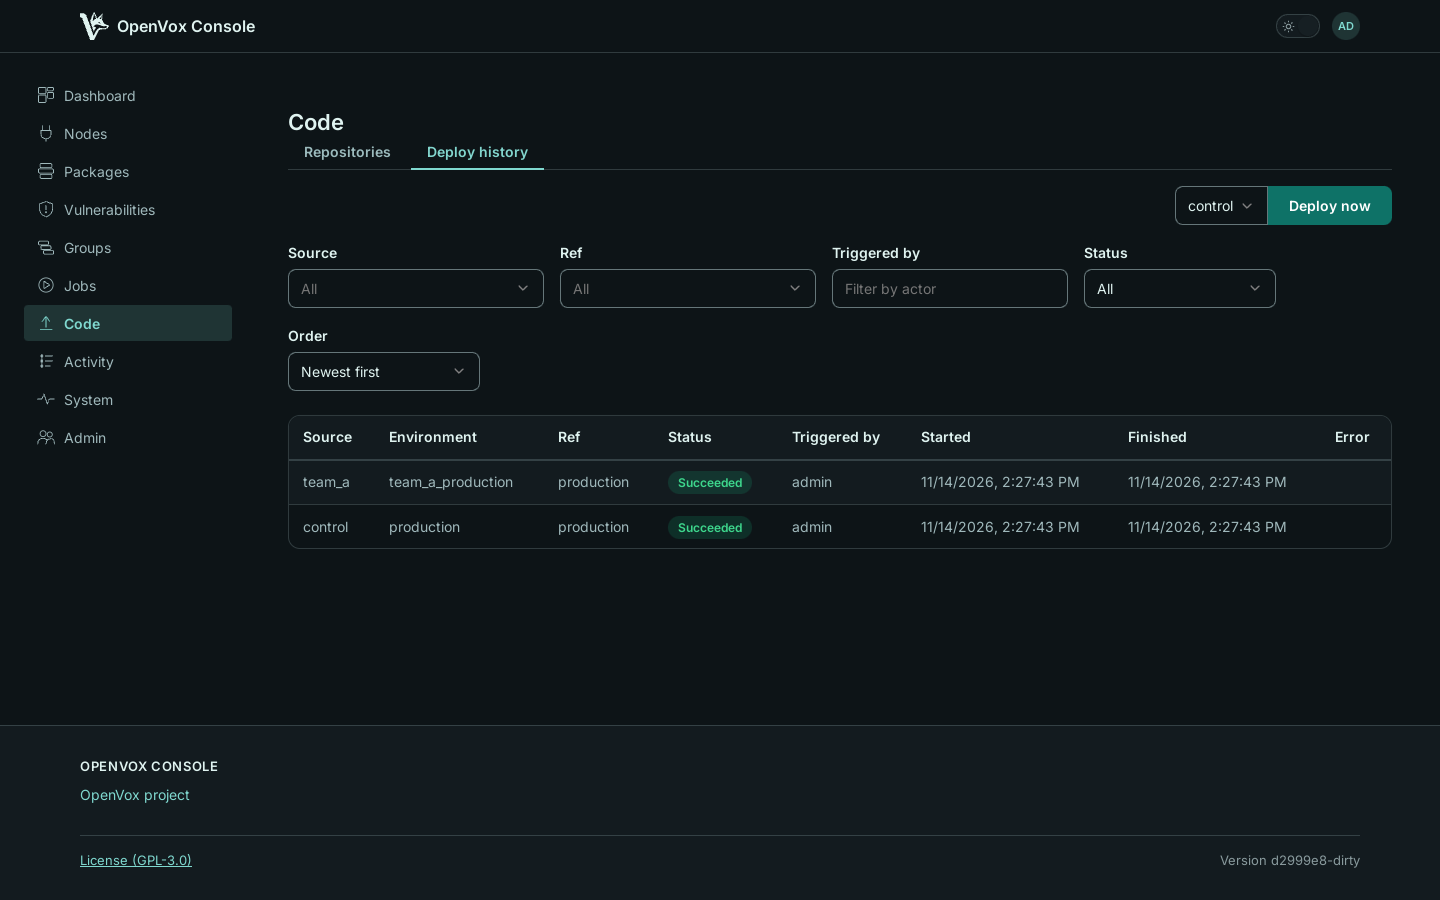 OpenVox Console
AD
Dashboard
Nodes
Packages
Vulnerabilities
Groups
Jobs
Code
Activity
System
Admin
Code
Repositories Deploy history
control Deploy now
Source Ref Triggered by Status
All All Filter by actor All
Order
Newest first
Source Environment Ref Status Triggered by Started Finished Error
team_a team_a_production production Succeeded admin 11/14/2026, 2:27:43 PM 11/14/2026, 2:27:43 PM
control production production Succeeded admin 11/14/2026, 2:27:43 PM 11/14/2026, 2:27:43 PM
OPENVOX CONSOLE
OpenVox project
License (GPL-3.0) Version d2999e8-dirty